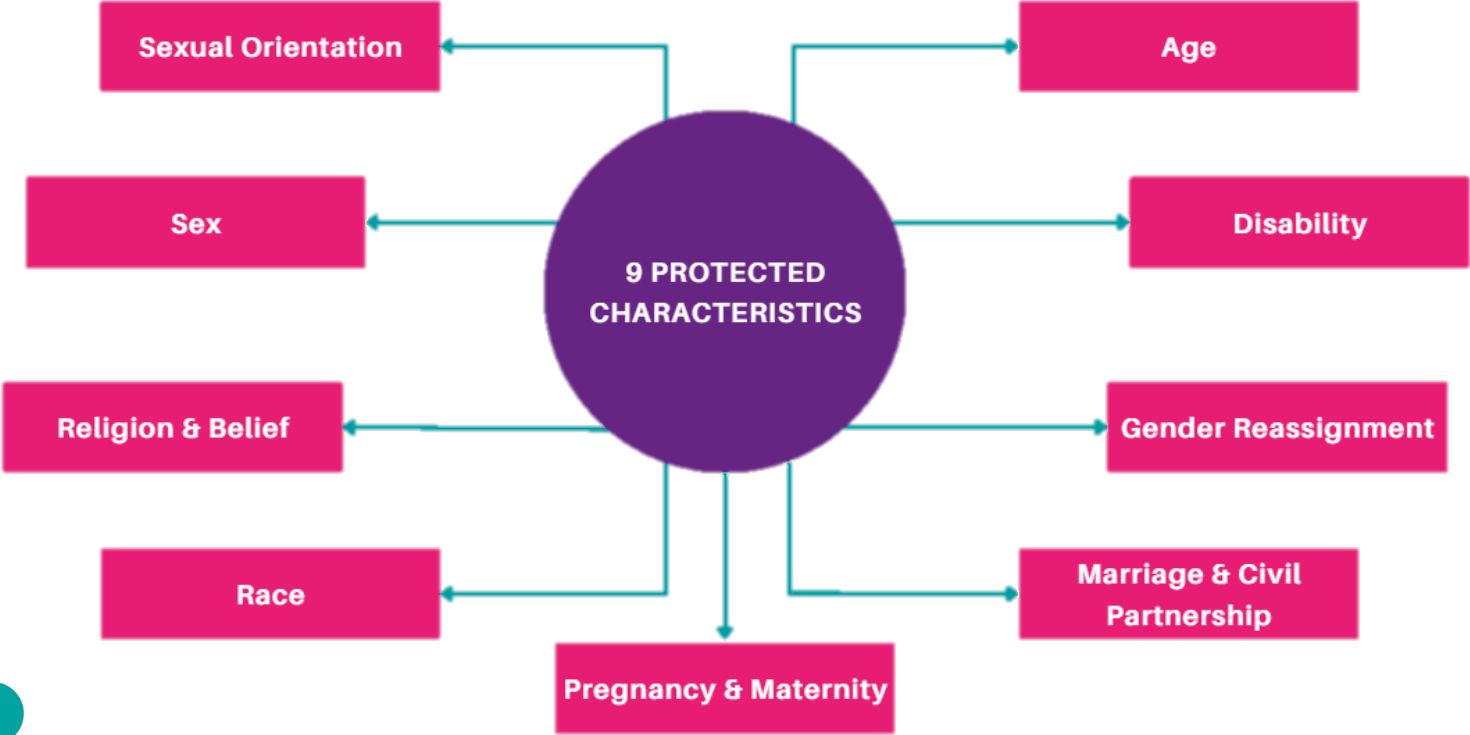 Sexual Orientation
Age
Sex
Disability
9 PROTECTED
CHARACTERISTICS
Religion & Belief
Gender Reassignment
Race
Marriage & Civil
Partnership
Pregnancy & Maternity